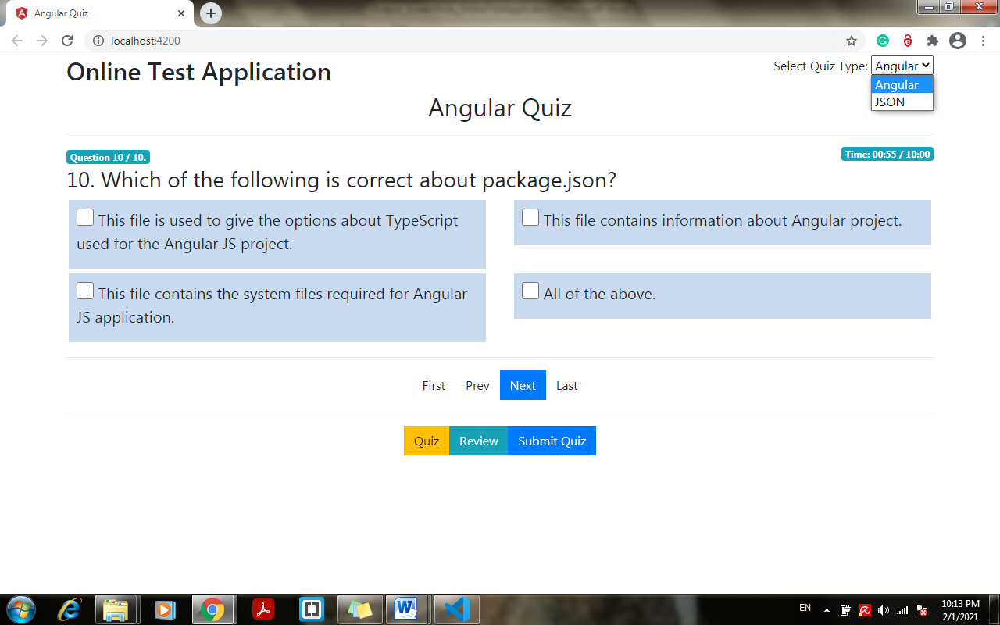 Angular Quiz
localhost:4200
Online Test Application
Select Quiz Type: Angular
Angular
JSON
Angular Quiz
Question 10 / 10.
Time: 00:55 / 10:00
10. Which of the following is correct about package.json?
This file is used to give the options about TypeScript
used for the Angular JS project.
This file contains information about Angular project.
This file contains the system files required for Angular
JS application.
All of the above.
First Prev Next Last
Quiz Review Submit Quiz
EN
10:13 PM
2/1/2021